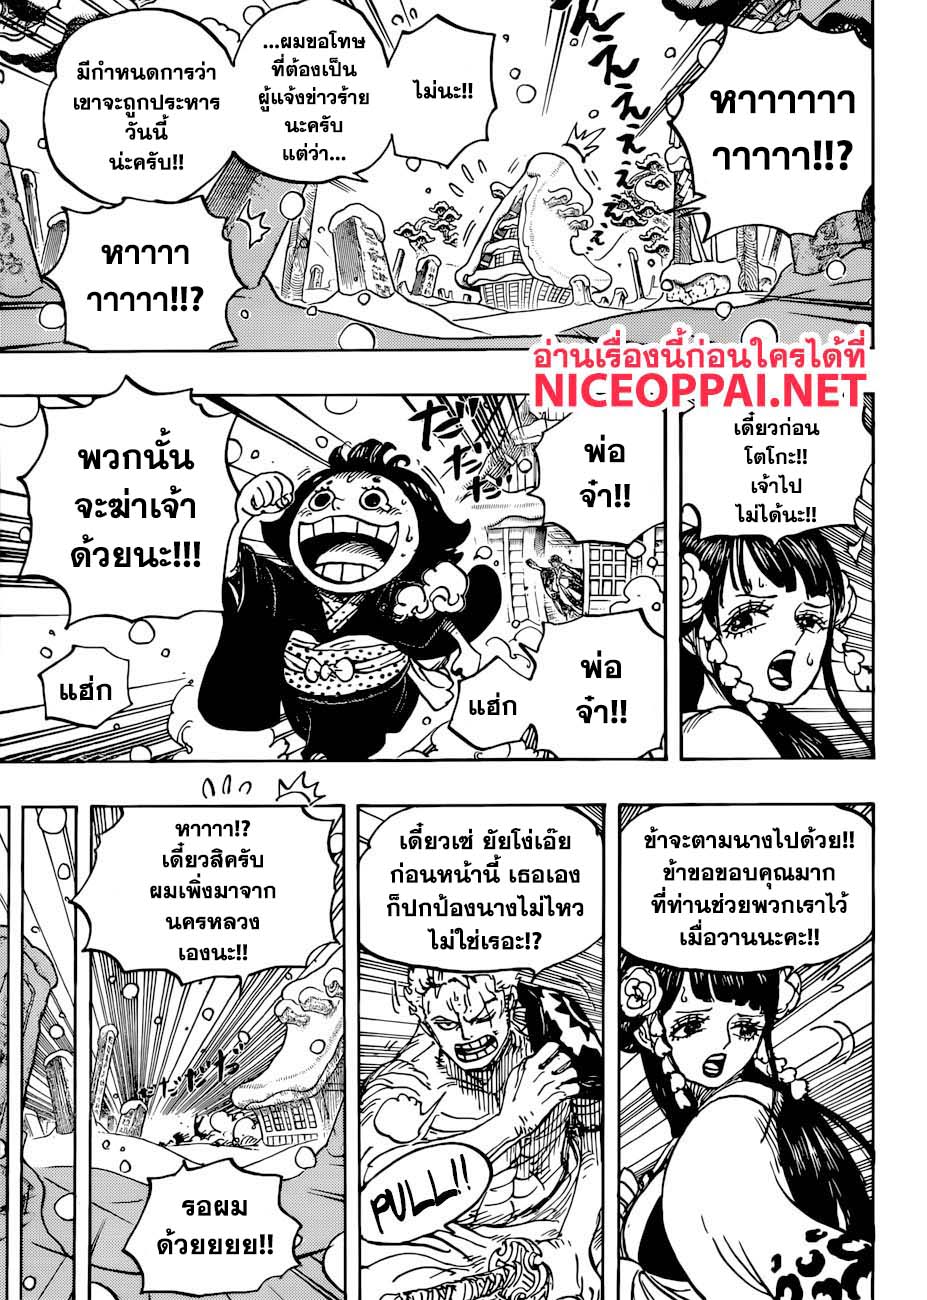 หาาาาาา
าาาาา!!?
えええええ
ไม่นะ!!
...ผมขอโทษ
ที่ต้องเป็น
ผู้แจ้งข่าวร้าย
นะครับ
แต่ว่า...
มีกำหนดการว่า
เขาจะถูกประหาร
วันนี้
น่ะครับ!!
หาาาา
าาาาา!!?
อ่านเรื่องนี้ก่อนใครได้ที่
NICEOPPAI.NET
เดี๋ยวก่อน
โตโกะ!!
เจ้าไป
ไม่ได้นะ!!
พ่อ
จ๋า!!
พ่อ
จ๋า!!
แฮ่ก
だだだだ
พวกนั้น
จะฆ่าเจ้า
ด้วยนะ!!!
แฮ่ก
ข้าจะตามนางไปด้วย!!
ข้าขอขอบคุณมาก
ที่ท่านช่วยพวกเราไว้
เมื่อวานนะคะ!!
เดี๋ยวเซ่ ยัยโง่เอ๊ย
ก่อนหน้านี้ เธอเอง
ก็ปกป้องนางไม่ไหว
ไม่ใช่เรอะ!?
PULL!!
หาาาา!?
เดี๋ยวสิครับ
ผมเพิ่งมาจาก
นครหลวง
เองนะ!!
รอผม
ด้วยยยย!!